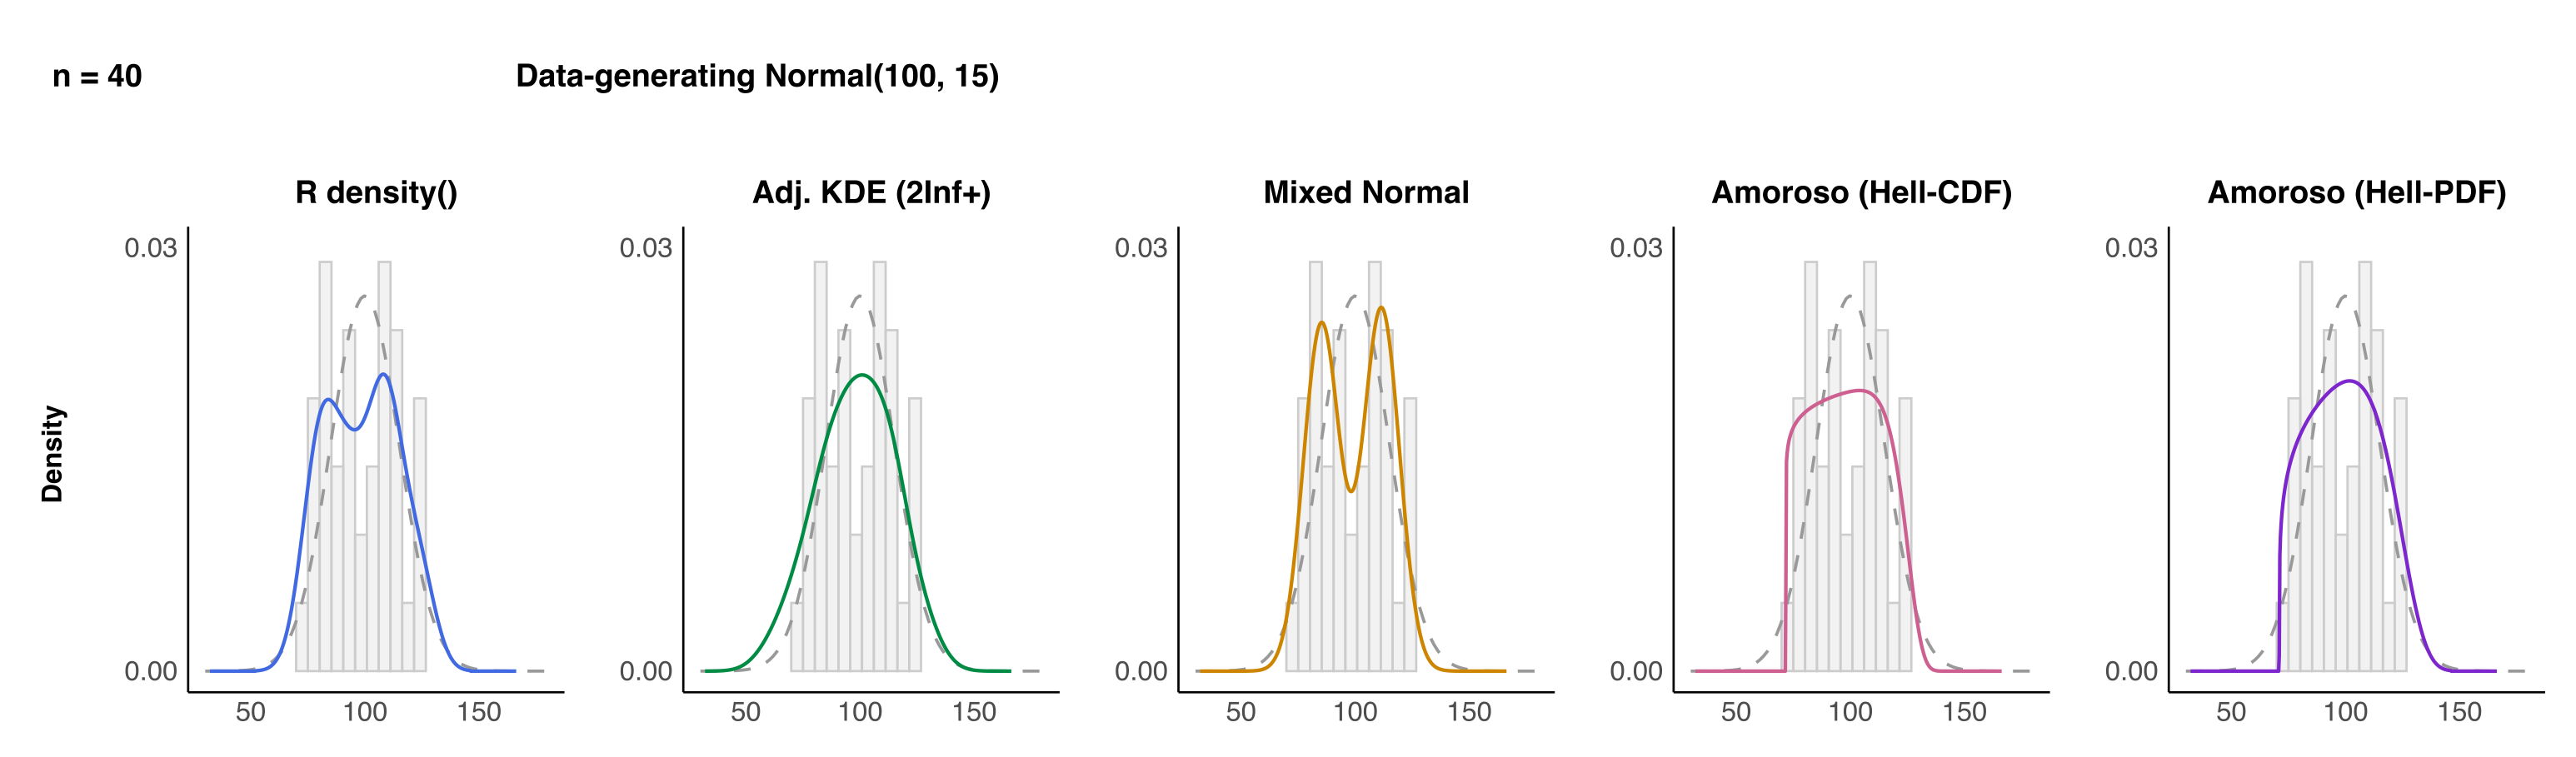 n = 40 Data-generating Normal(100, 15)
R density() Adj. KDE (2Inf+) Mixed Normal Amoroso (Hell-CDF) Amoroso (Hell-PDF)
Density
0.03 0.03 0.03 0.03 0.03
0.00 0.00 0.00 0.00 0.00
50 100 150 50 100 150 50 100 150 50 100 150 50 100 150